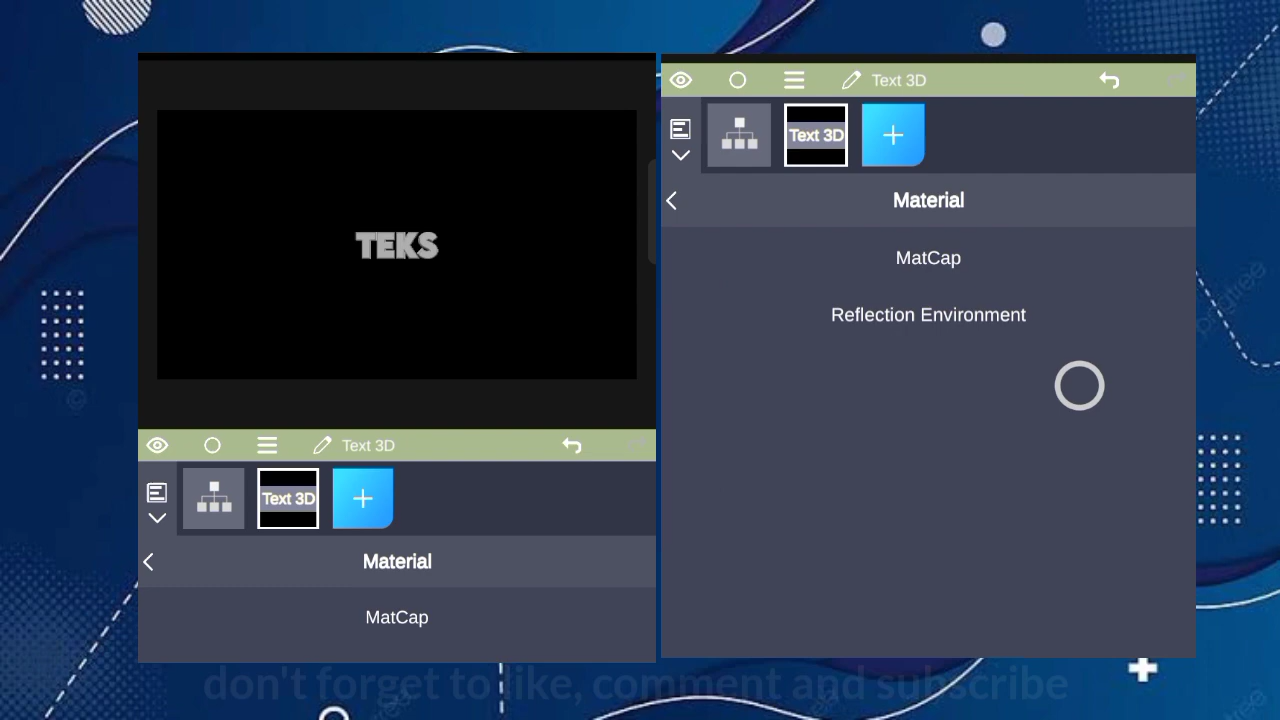 TEKS
Text 3D
Text 3D
Material
MatCap
Text 3D
Text 3D
Material
MatCap
Reflection Environment
don't forget to like, comment and subscribe